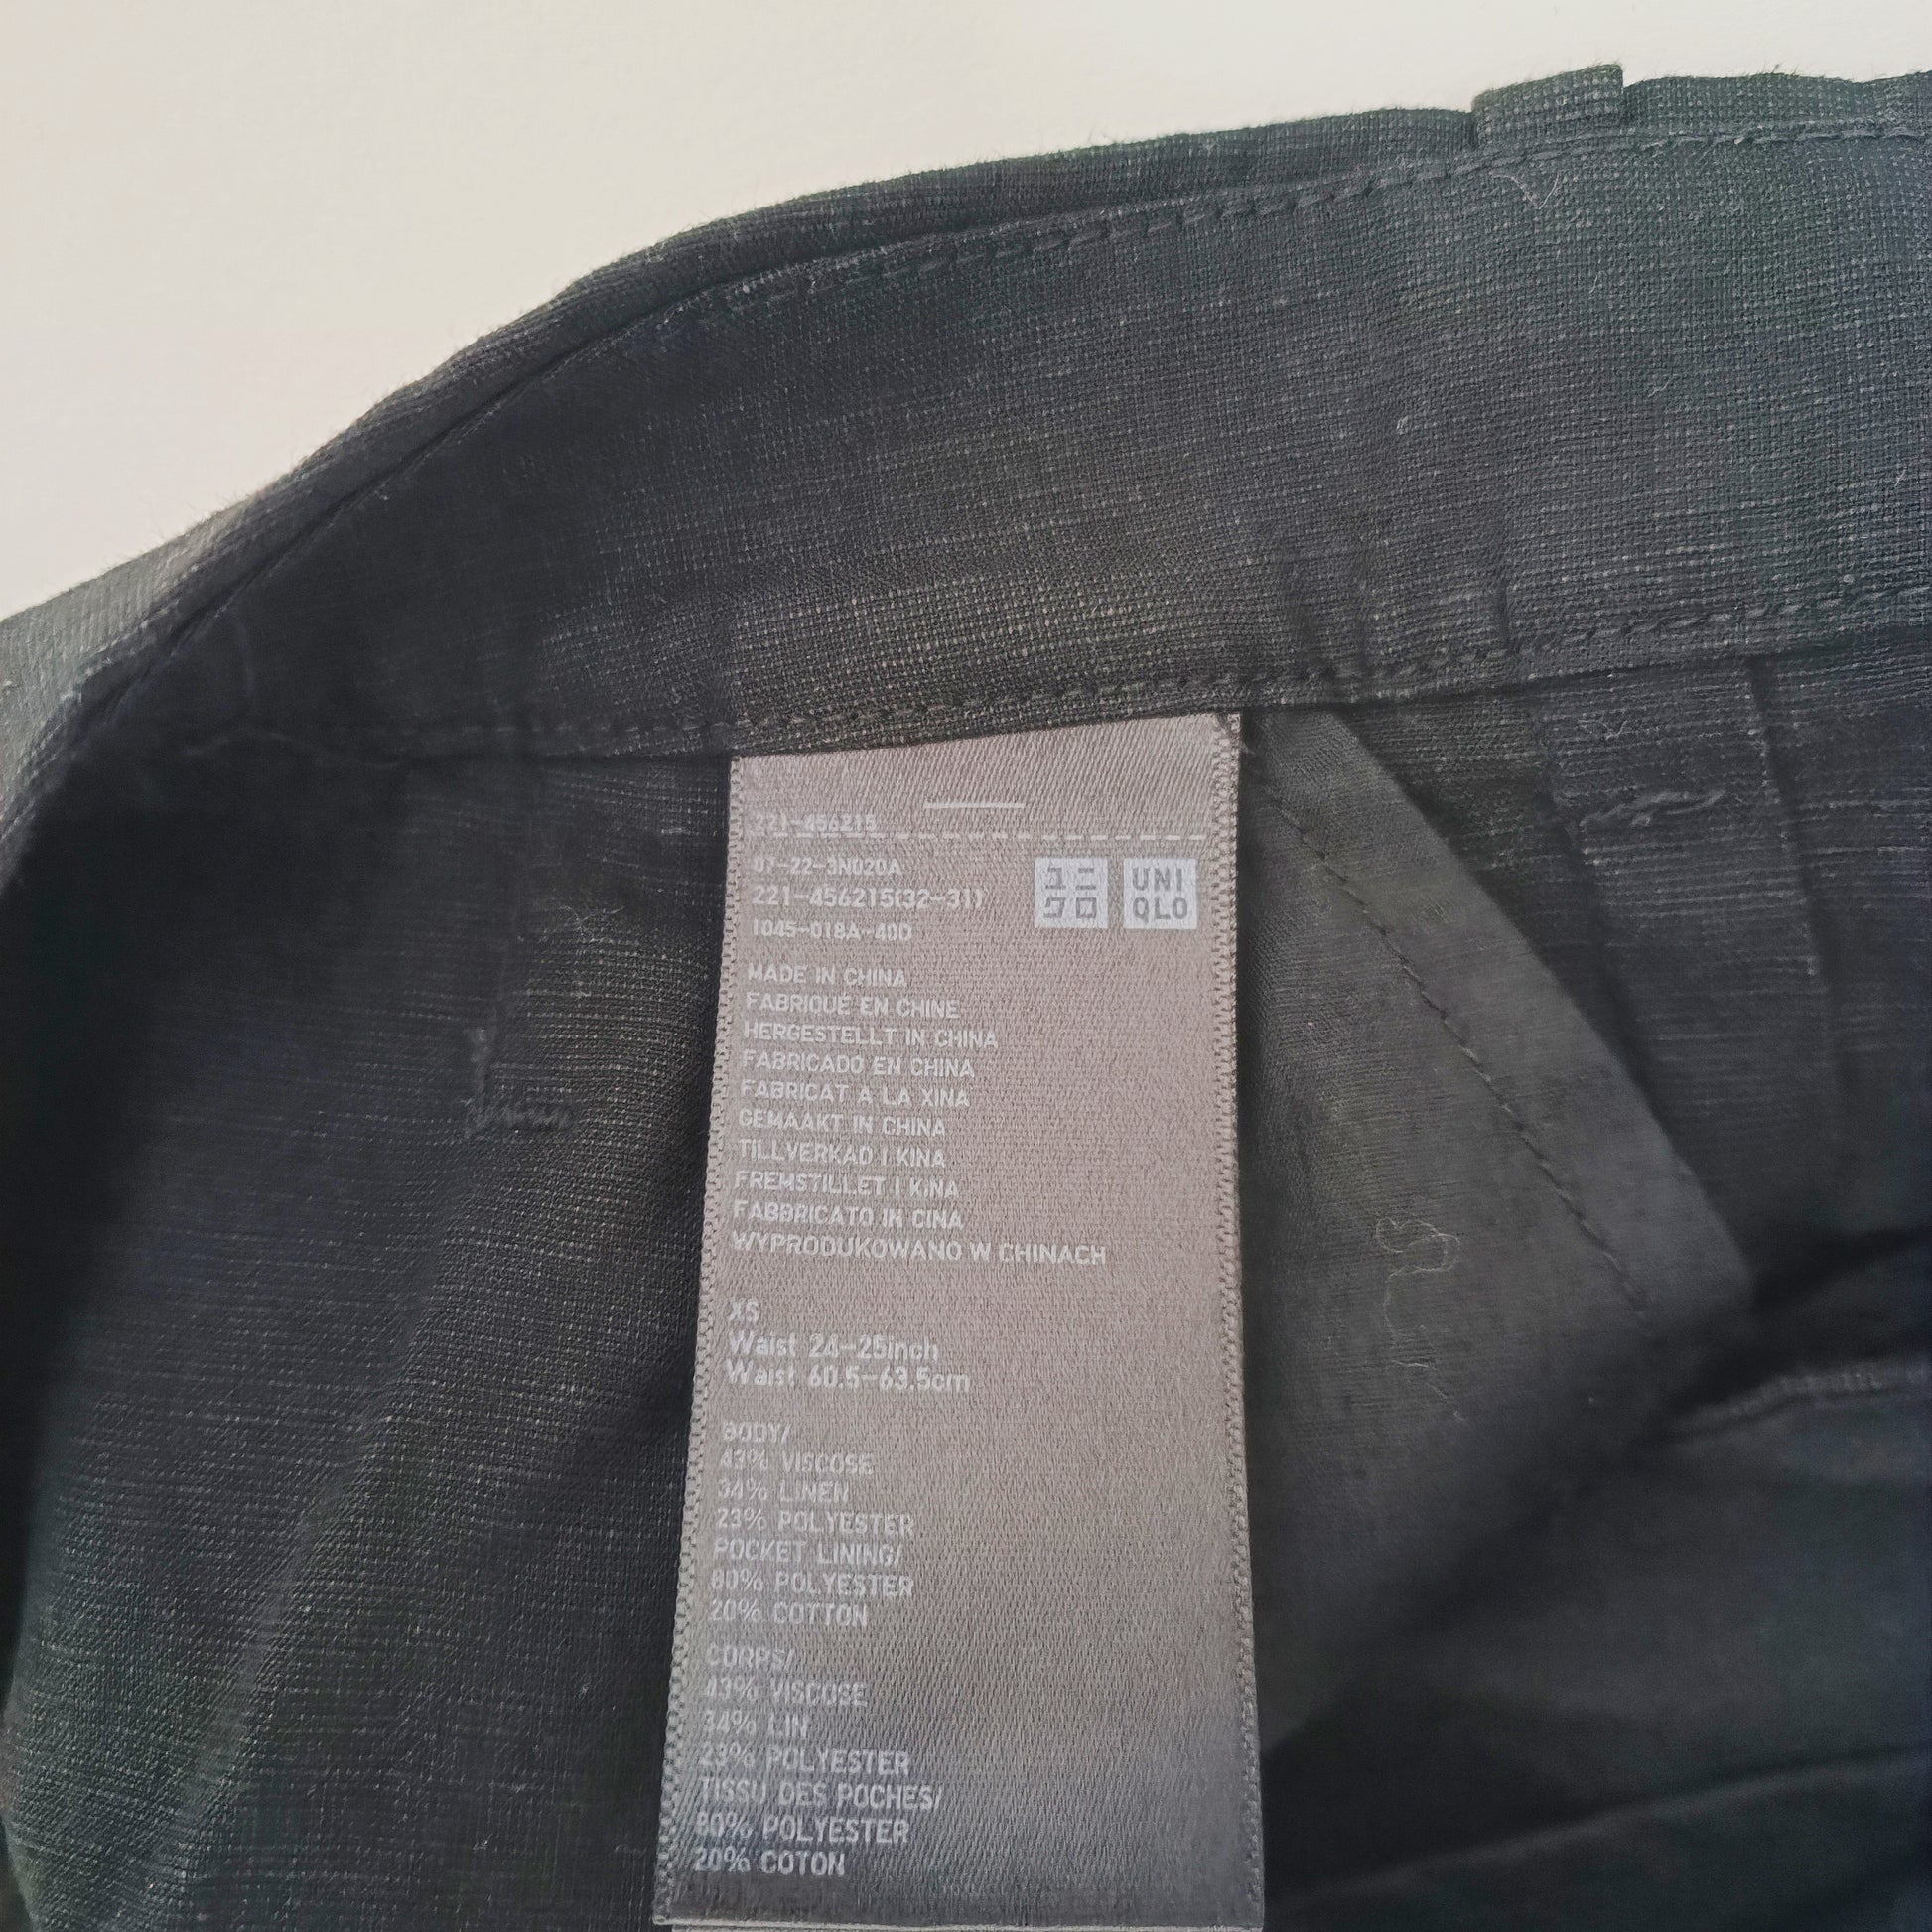 221-456215
07-22-3N020A
221-456215(32-31)
1045-018A-40D
ユニ
クロ
UNI
QLO
MADE IN CHINA
FABRIQUÉ EN CHINE
HERGESTELLT IN CHINA
FABRICADO EN CHINA
FABRICAT A LA XINA
GEMAAKT IN CHINA
TILLVERKAD I KINA
FREMSTILLET I KINA
FABBRICATO IN CINA
WYPRODUKOWANO W CHINACH
XS
Waist 24-25inch
Waist 60.5-63.5cm
BODY/
43% VISCOSE
34% LINEN
23% POLYESTER
POCKET LINING/
80% POLYESTER
20% COTTON
CORPS/
43% VISCOSE
34% LIN
23% POLYESTER
TISSU DES POCHES/
80% POLYESTER
20% COTON